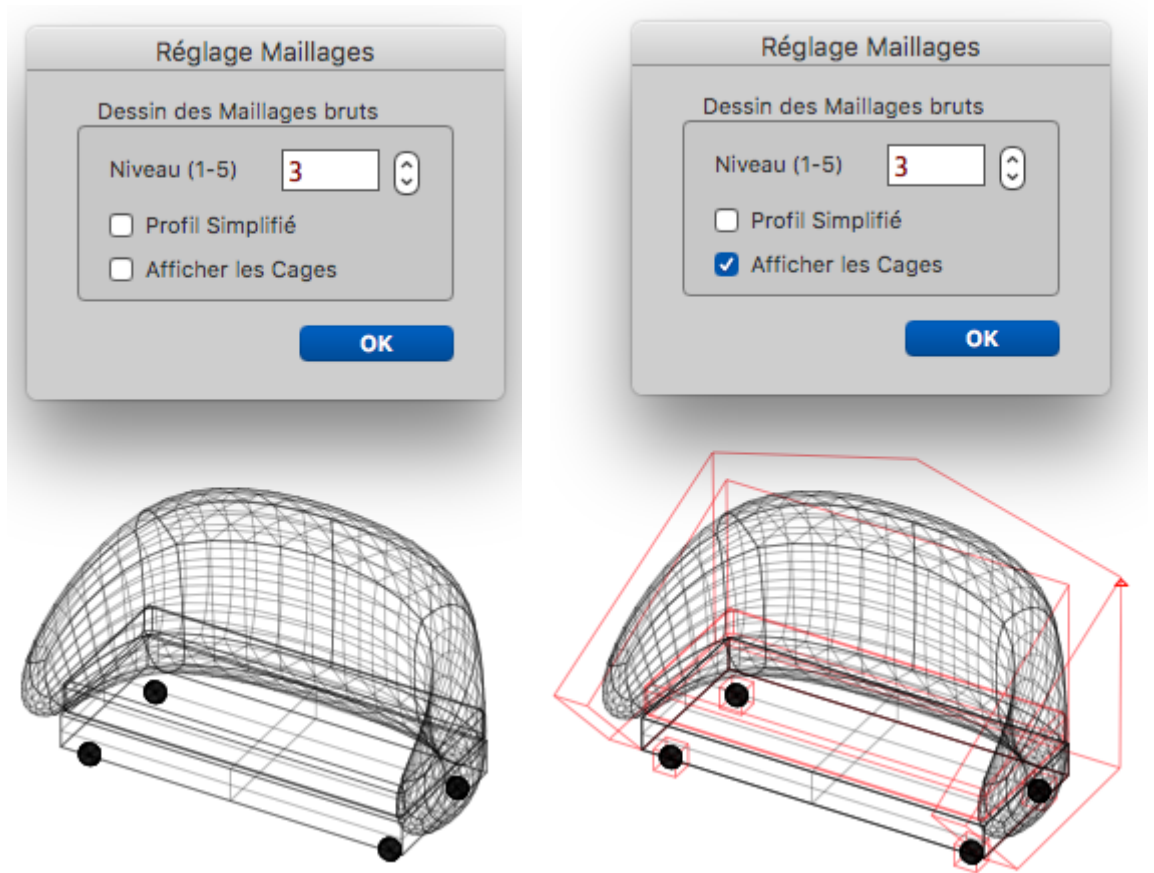 Réglage Maillages
Dessin des Maillages bruts
Niveau (1-5) 3
Profil Simplifié
Afficher les Cages
OK
Réglage Maillages
Dessin des Maillages bruts
Niveau (1-5) 3
Profil Simplifié
Afficher les Cages
OK